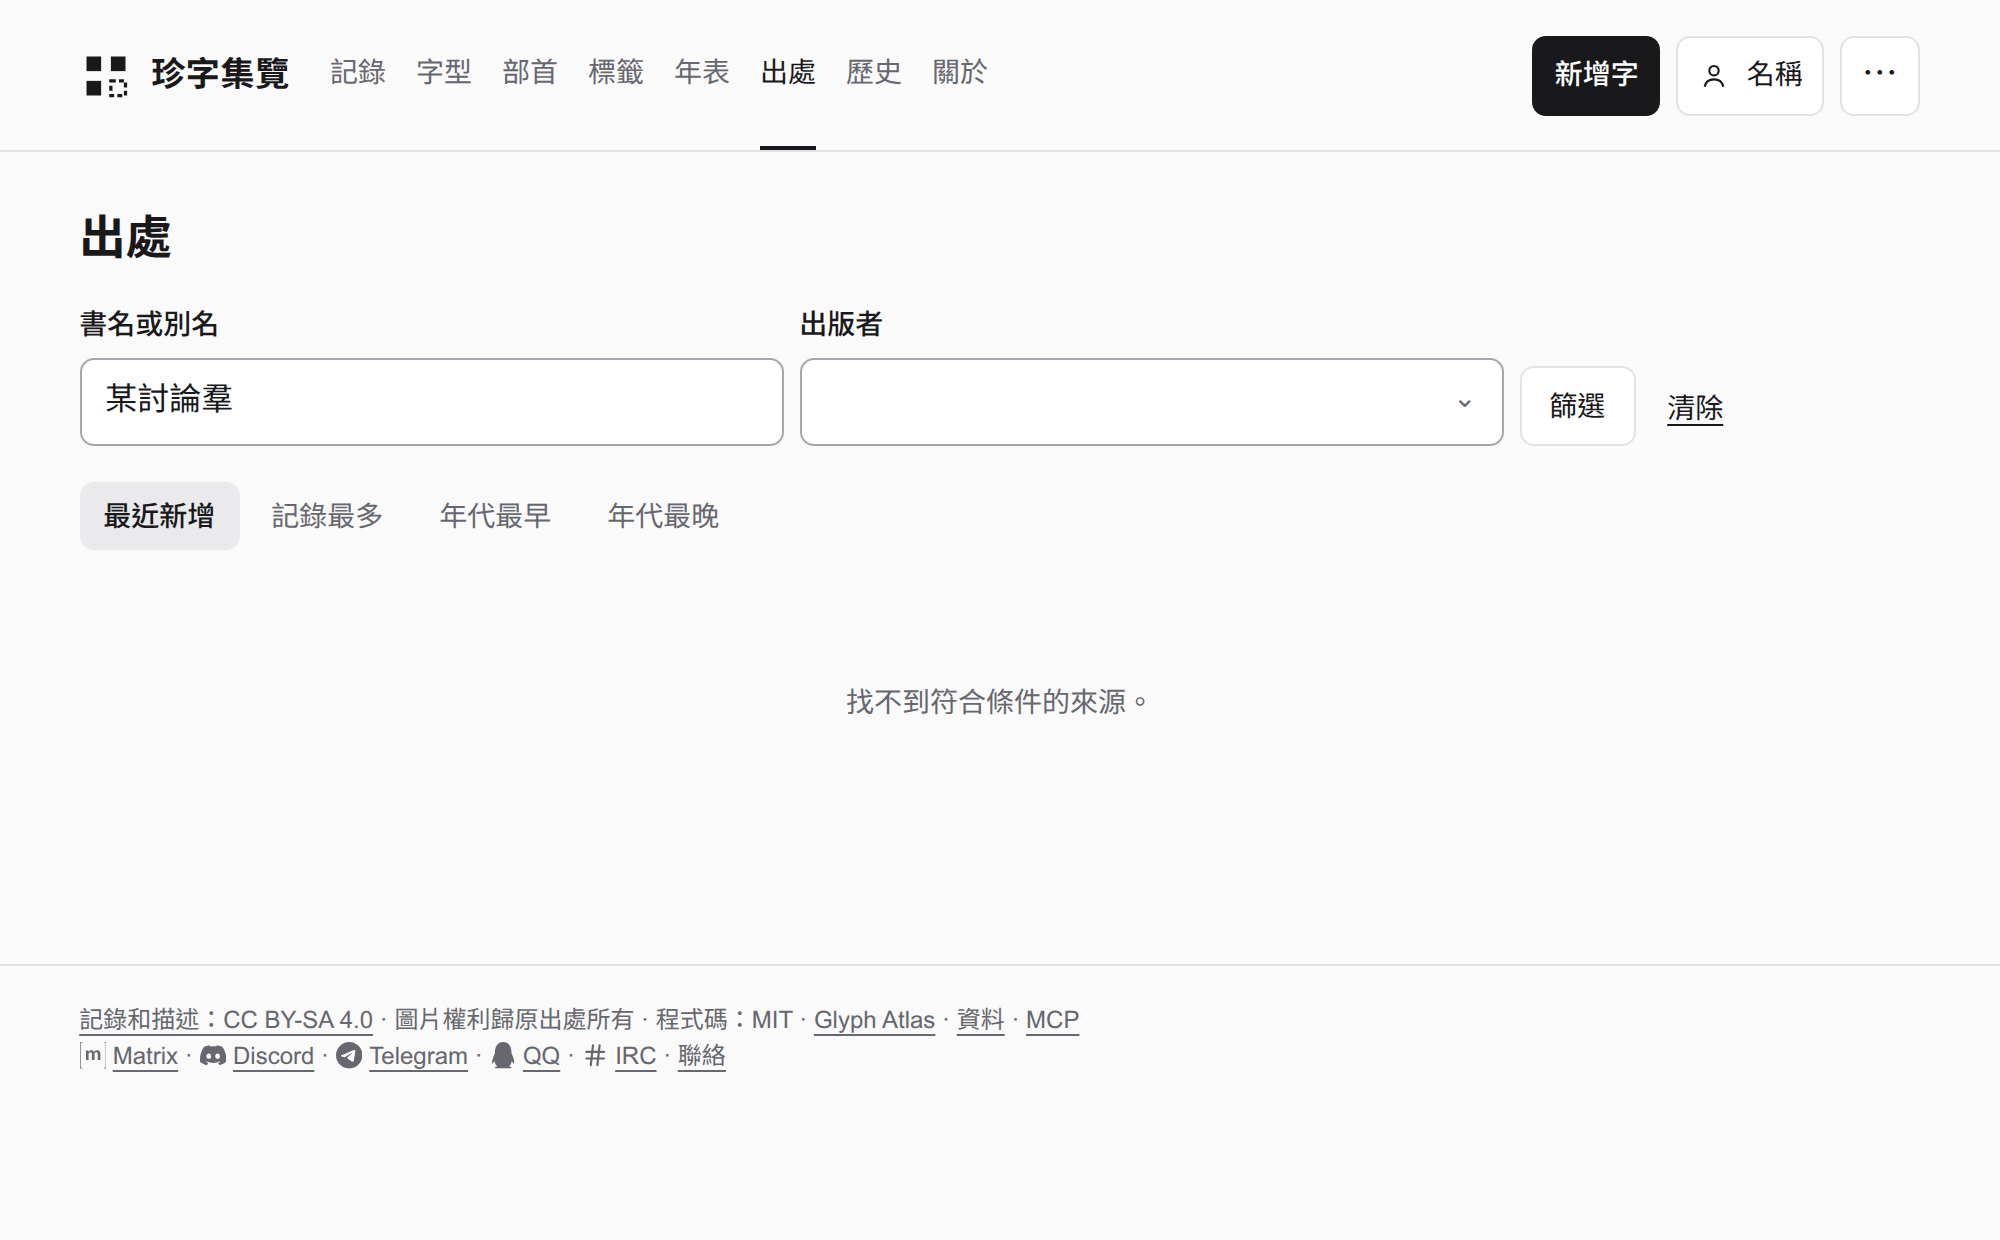 珍字集覽 記錄 字型 部首 標籤 年表 出處 歷史 關於 新增字 名稱 ···
出處
書名或別名 出版者
某討論羣 篩選 清除
最近新增 記錄最多 年代最早 年代最晚
找不到符合條件的來源。
記錄和描述：CC BY-SA 4.0 · 圖片權利歸原出處所有 · 程式碼：MIT · Glyph Atlas · 資料 · MCP
[m] Matrix · Discord · Telegram · QQ · # IRC · 聯絡